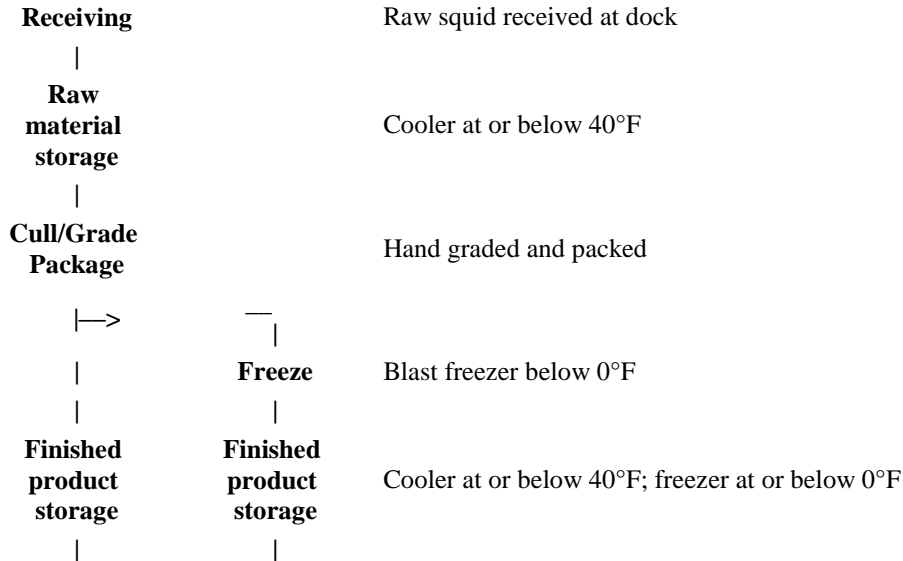 Receiving Raw squid received at dock
|
Raw
material
storage
Cooler at or below 40°F
|
Cull/Grade
Package
Hand graded and packed
|—–> —
|
| Freeze Blast freezer below 0°F
| |
Finished Finished
product product
storage storage
Cooler at or below 40°F; freezer at or below 0°F
| |